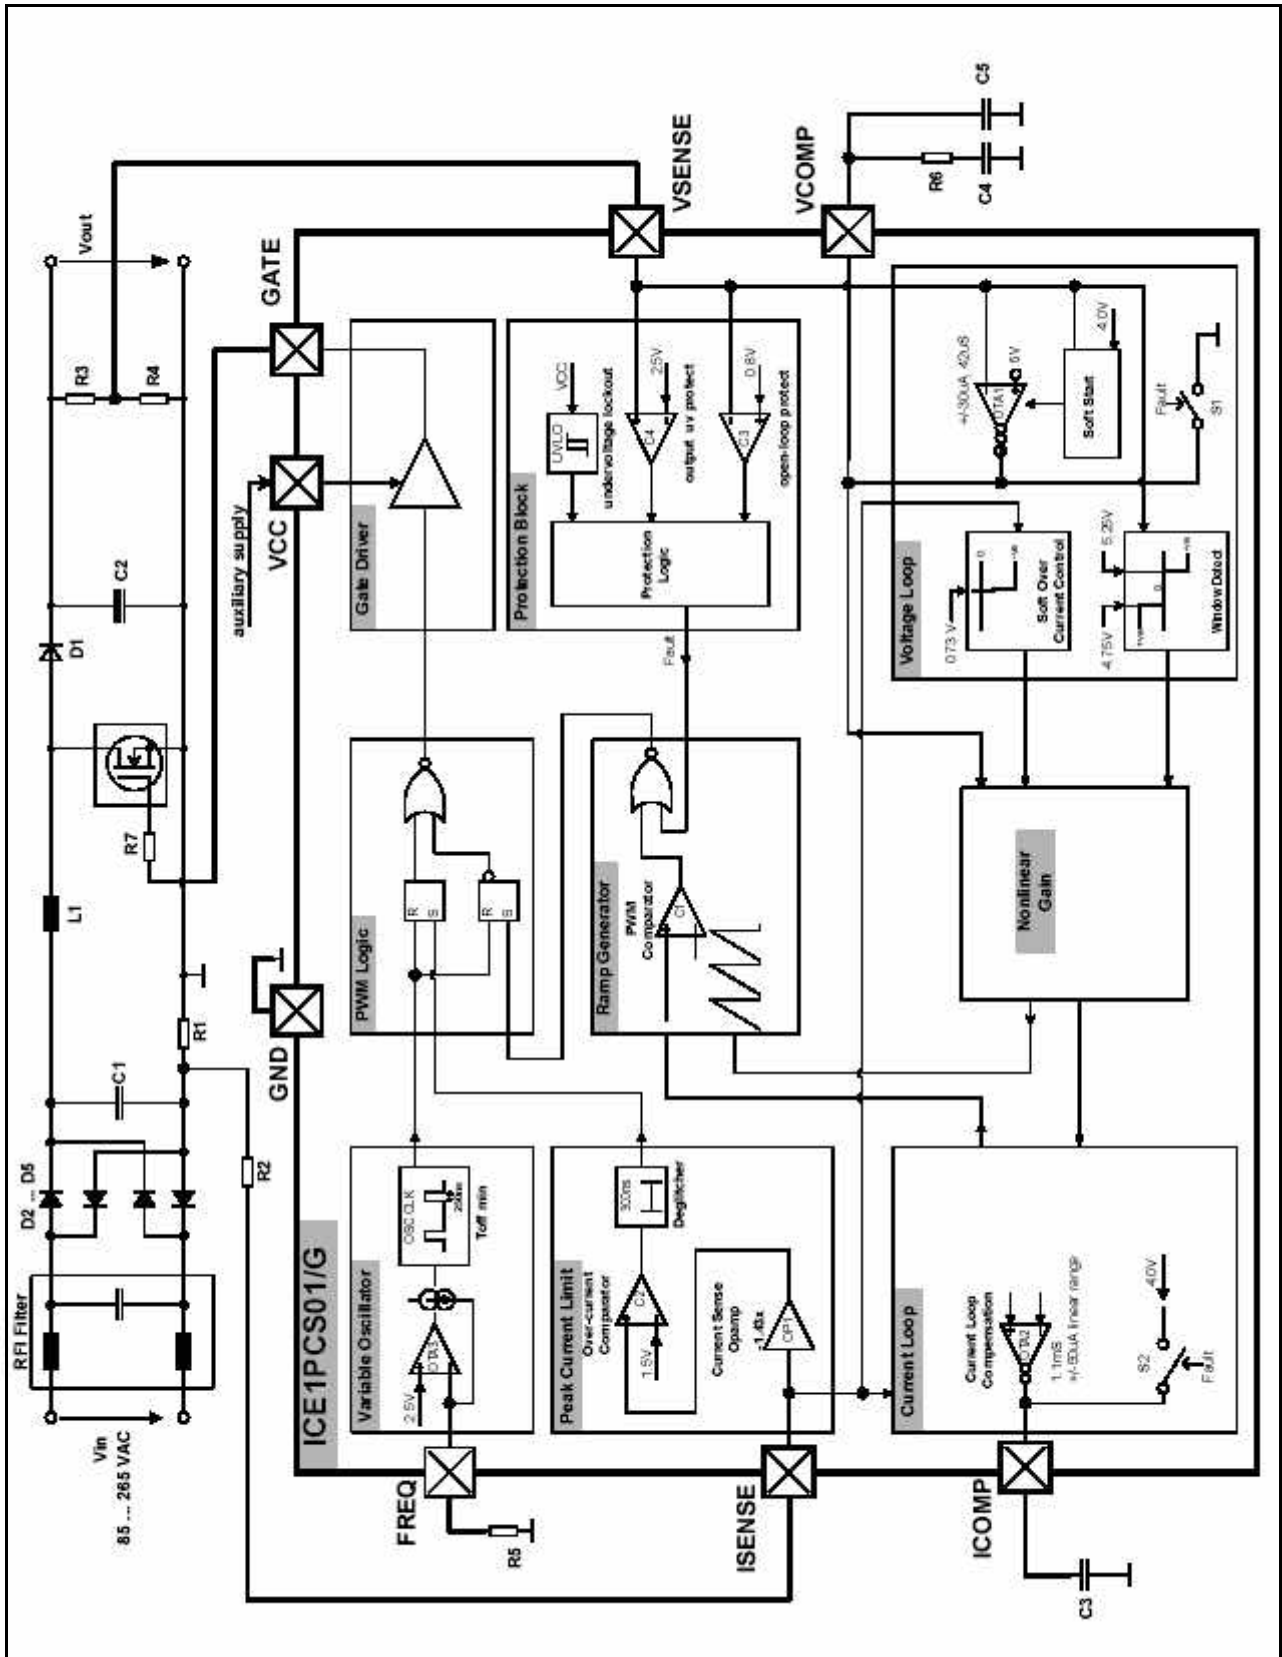 Vin
85 ... 265 VAC
RFI Filter
D2 ... D5
C1
R1
R2
L1
R7
D1
C2
R3
R4
Vout
auxiliary supply
GND
VCC
GATE
ICE1PCS01/G
FREQ
R5
Variable Oscillator
2.5V
OTA3
OSC CLK
250ns
Toff min
PWM Logic
R
S
R
S
Gate Driver
VSENSE
Peak Current Limit
Over-current
Comparator
C2
1.5V
300ns
Deglitcher
Current Sense
Opamp
-1.43x
OP1
ISENSE
Ramp Generator
PWM
Comparator
C1
Protection Block
Fault
Protection
Logic
UVLO
VCC
undervoltage lockout
C4
2.5V
output uv protect
C3
0.8V
open-loop protect
VCOMP
R6
C4
C5
Current Loop
Current Loop
Compensation
OTA2
1.1mS
+/-50uA linear range
S2
4.0V
Fault
ICOMP
C3
Nonlinear
Gain
Voltage Loop
0.73 V
0
Soft Over
Current Control
4.75V
5.25V
0
Window Detect
+/-30uA 42uS
OTA1
5V
Soft Start
4.0V
Fault
S1